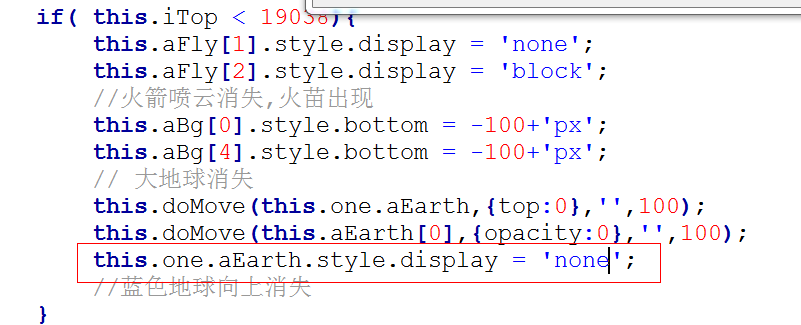 if( this.iTop < 19038){
this.aFly[1].style.display = 'none';
this.aFly[2].style.display = 'block';
//火箭喷云消失,火苗出现
this.aBg[0].style.bottom = -100+'px';
this.aBg[4].style.bottom = -100+'px';
// 大地球消失
this.doMove(this.one.aEarth,{top:0},'',100);
this.doMove(this.aEarth[0],{opacity:0},'',100);
this.one.aEarth.style.display = 'none';
//蓝色地球向上消失
}